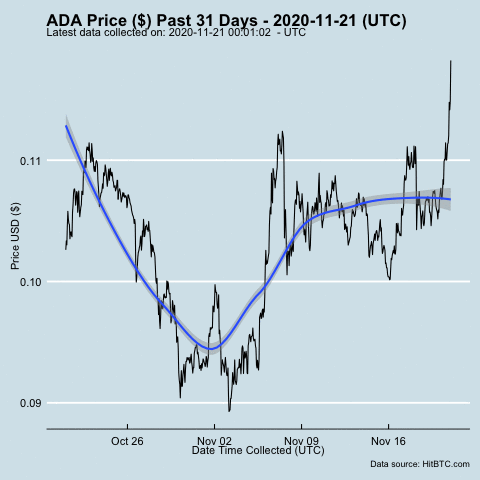 ADA Price ($) Past 31 Days - 2020-11-21 (UTC)
Latest data collected on: 2020-11-21 00:01:02 - UTC
Price USD ($)
0.11
0.10
0.09
Oct 26 Nov 02 Nov 09 Nov 16
Date Time Collected (UTC)
Data source: HitBTC.com